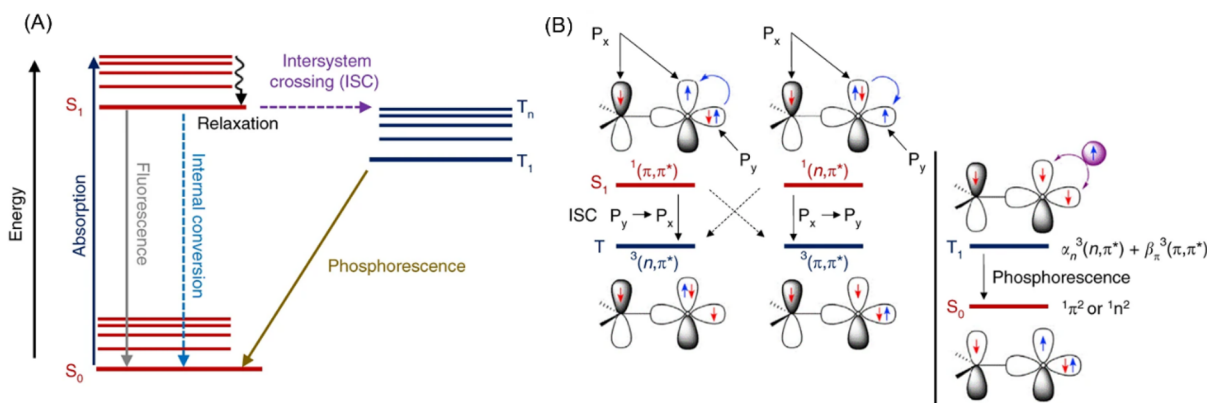 (A)
Energy
Absorption
S1
Fluorescence
Internal conversion
Relaxation
Intersystem
crossing (ISC)
Tn
T1
Phosphorescence
S0
(B)
Px
Px
Py
Py
1(π,π*)
1(n,π*)
S1
ISC Py → Px
Px → Py
T
3(n,π*)
3(π,π*)
T1
αn3(n,π*) + βπ3(π,π*)
Phosphorescence
S0
1π2 or 1n2